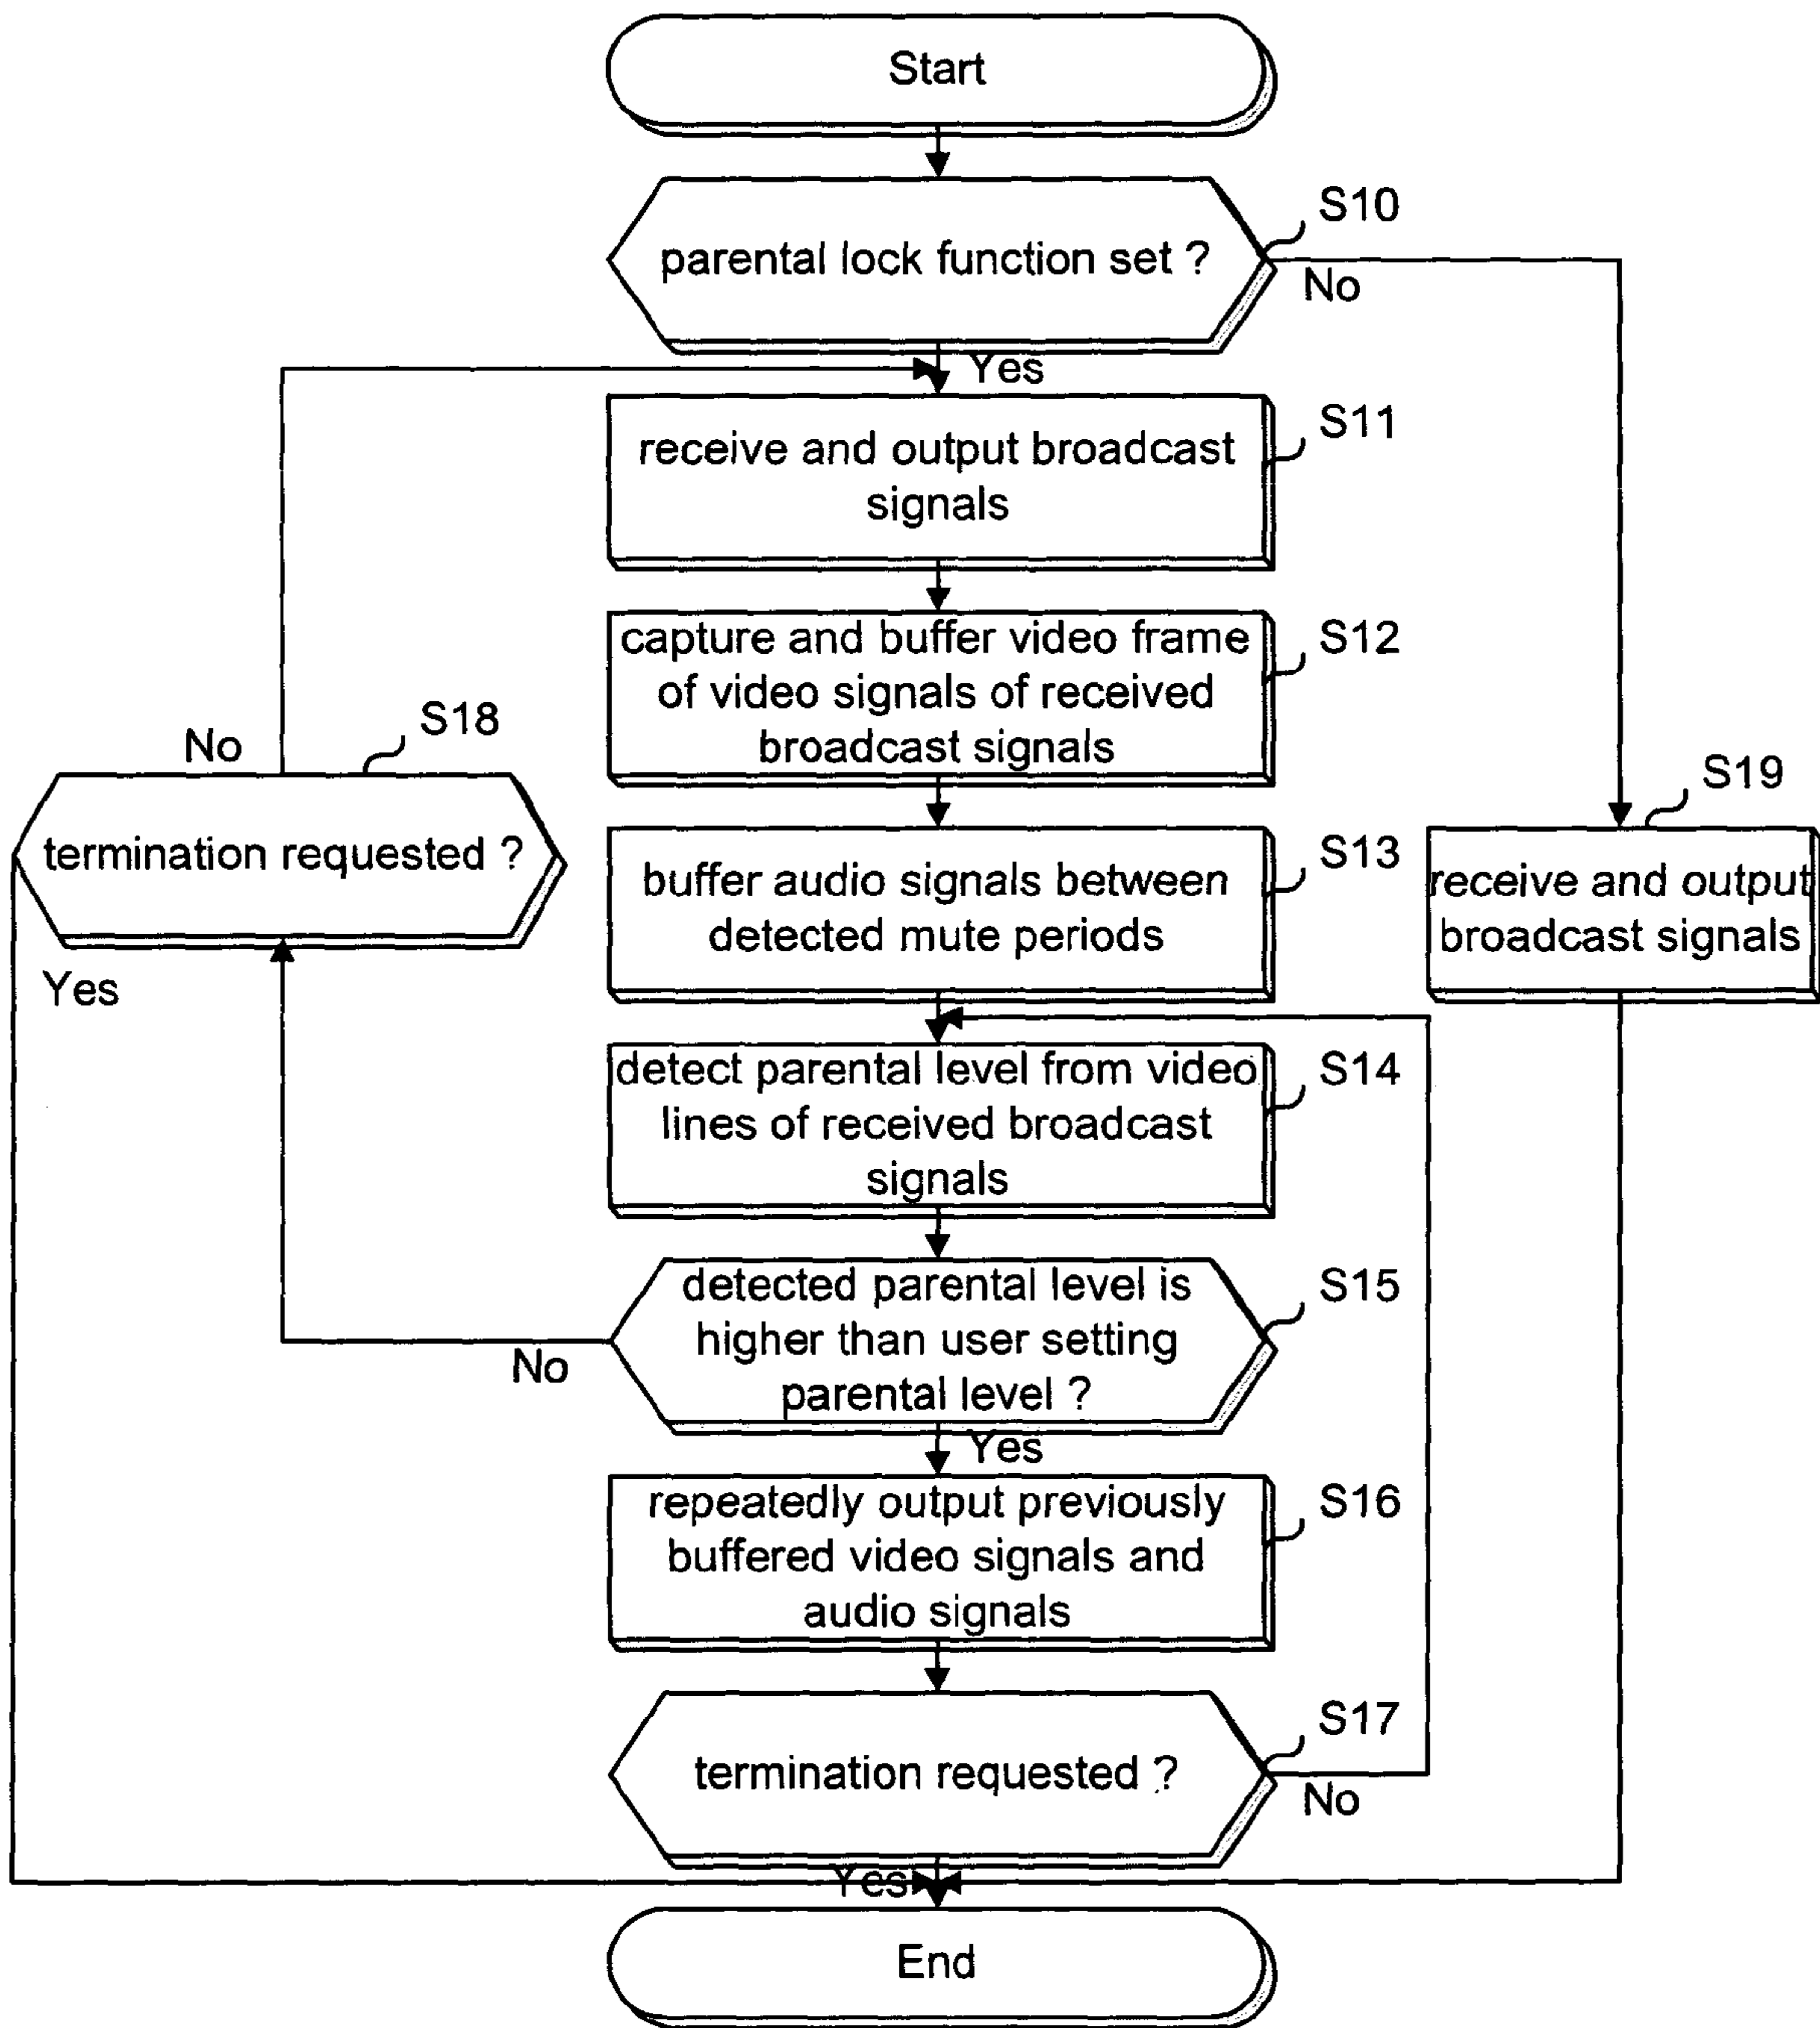 Start
S10
parental lock function set ?
No
Yes
S11
receive and output broadcast
signals
S12
capture and buffer video frame
of video signals of received
broadcast signals
S18
No
termination requested ?
Yes
S13
buffer audio signals between
detected mute periods
S19
receive and output
broadcast signals
S14
detect parental level from video
lines of received broadcast
signals
S15
detected parental level is
higher than user setting
parental level ?
No
Yes
S16
repeatedly output previously
buffered video signals and
audio signals
S17
termination requested ?
No
Yes
End